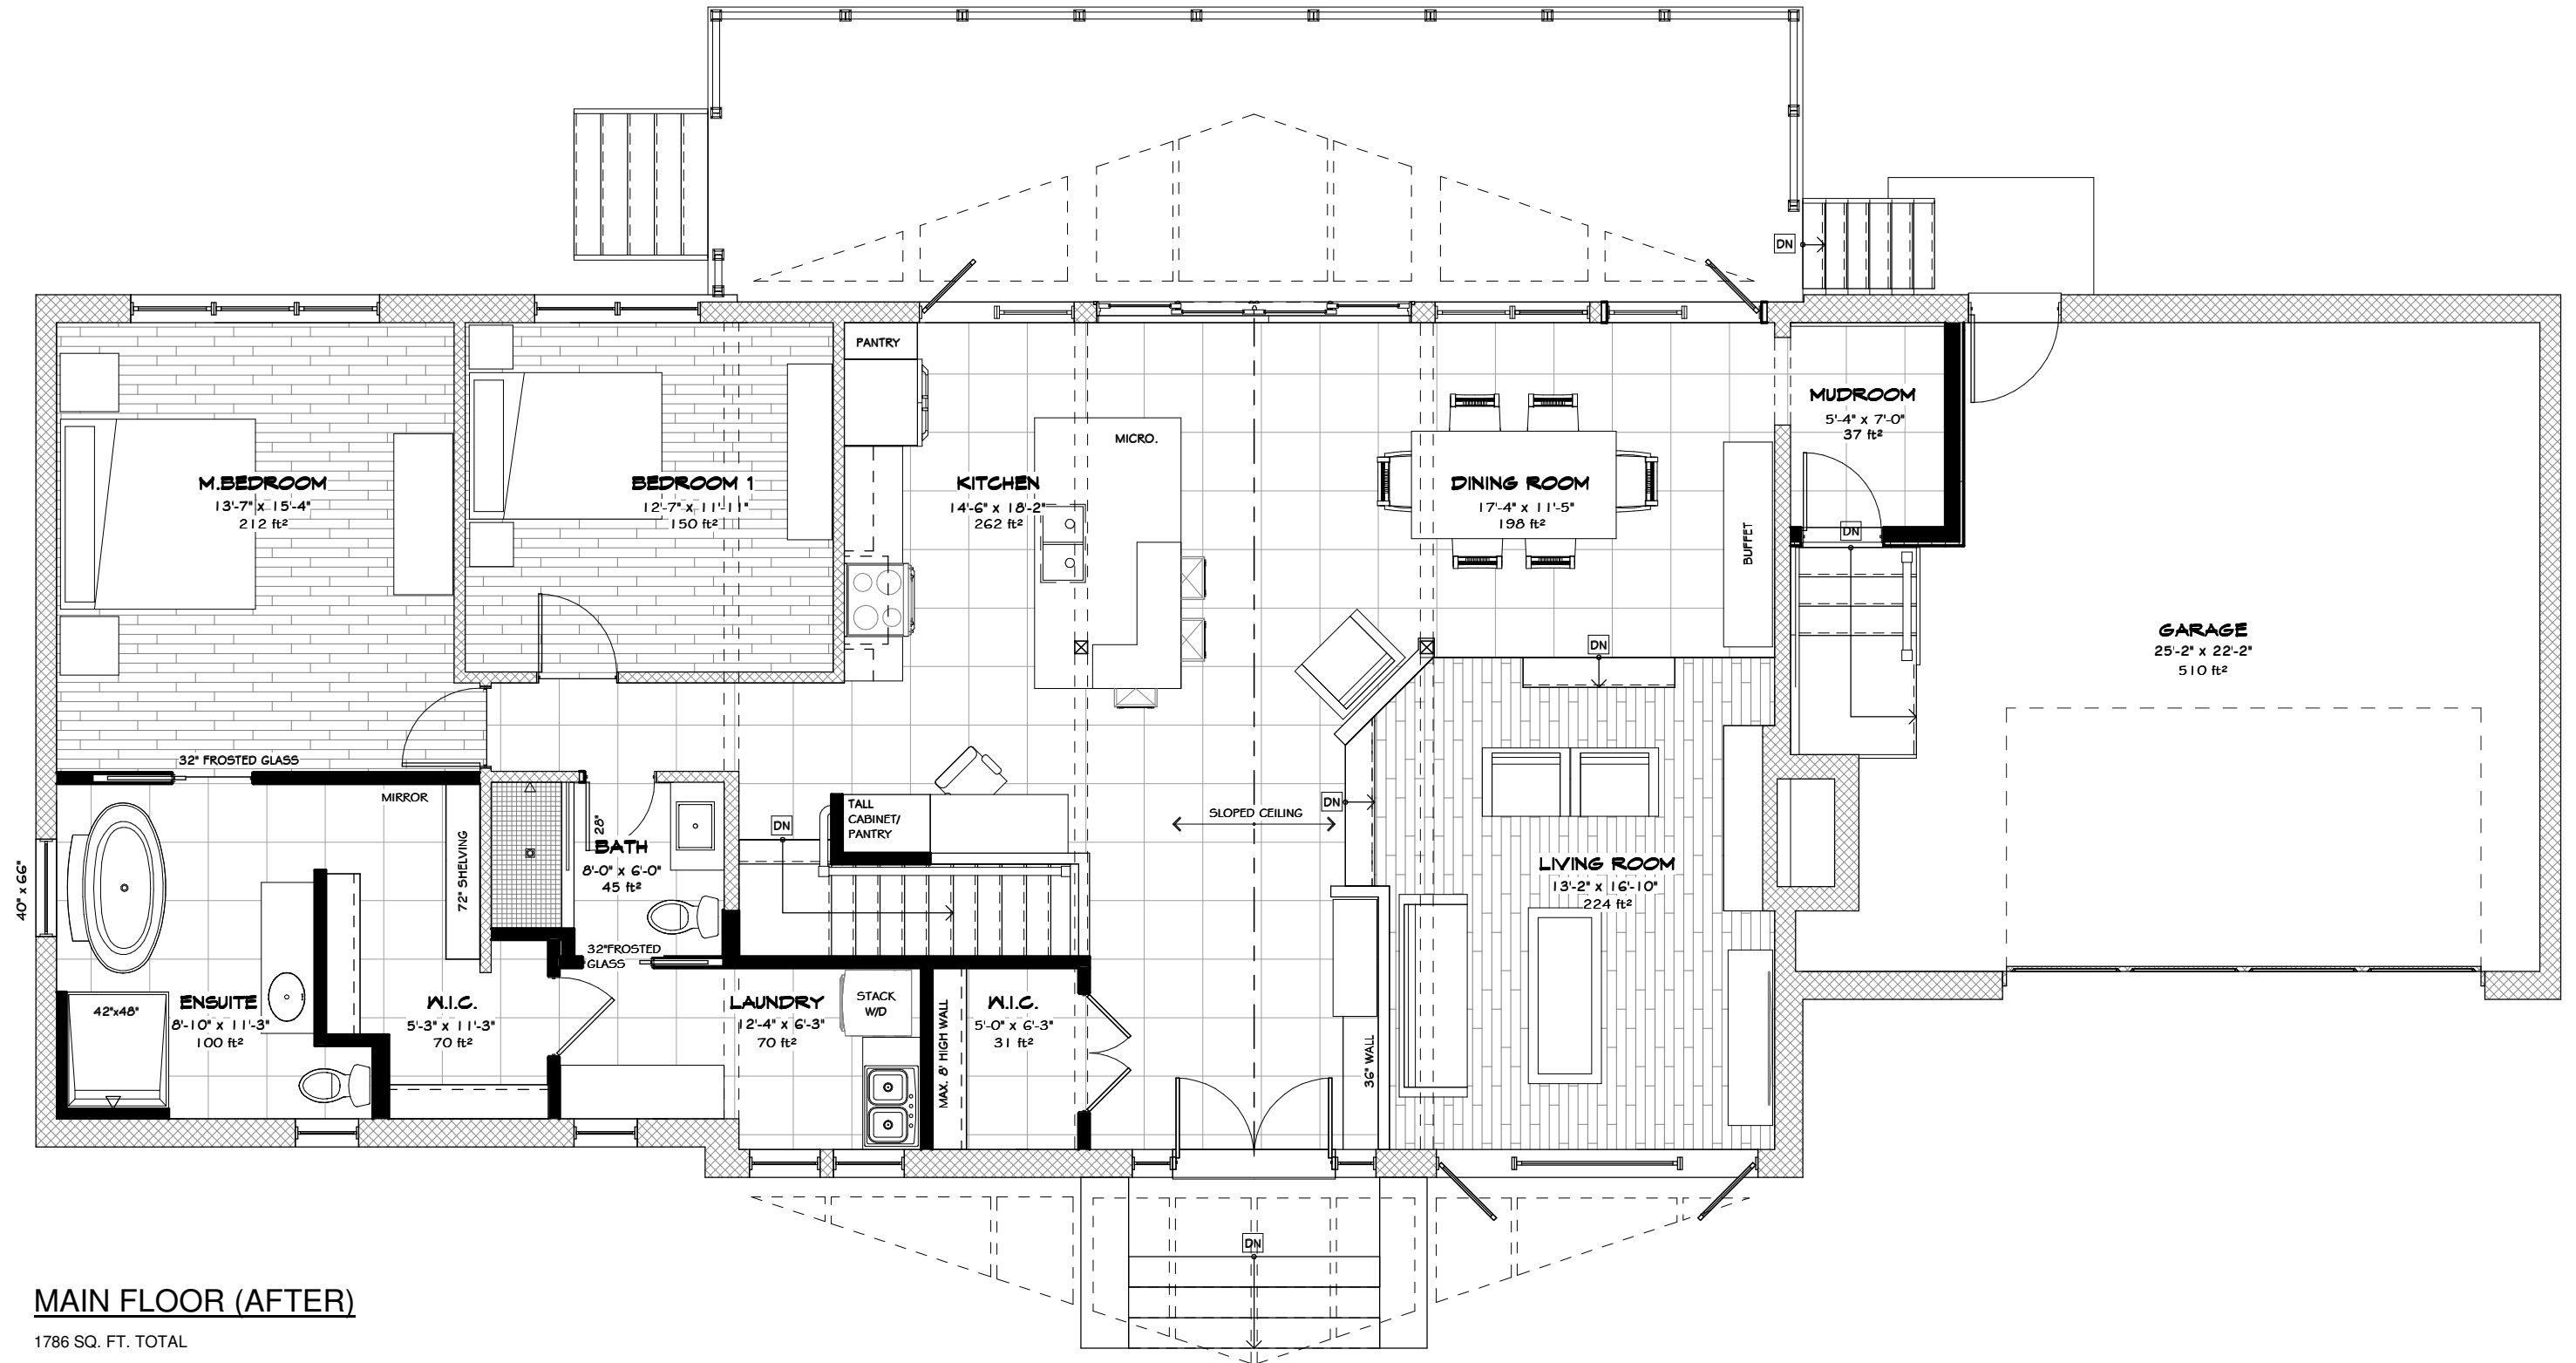 DN
PANTRY
MICRO.
MUDROOM
5'-4" x 7'-0"
37 ft²
M.BEDROOM
13'-7" x 15'-4"
212 ft²
BEDROOM 1
12'-7" x 11'-11"
150 ft²
KITCHEN
14'-6" x 18'-2"
262 ft²
DINING ROOM
17'-4" x 11'-5"
198 ft²
BUFFET
DN
GARAGE
25'-2" x 22'-2"
510 ft²
DN
32" FROSTED GLASS
MIRROR
72" SHELVING
40" x 66"
28"
BATH
8'-0" x 6'-0"
45 ft²
DN
TALL
CABINET/
PANTRY
SLOPED CEILING
DN
LIVING ROOM
13'-2" x 16'-10"
224 ft²
32"FROSTED
GLASS
42"x48"
ENSUITE
8'-10" x 11'-3"
100 ft²
W.I.C.
5'-3" x 11'-3"
70 ft²
LAUNDRY
12'-4" x 6'-3"
70 ft²
STACK
W/D
MAX. 8' HIGH WALL
W.I.C.
5'-0" x 6'-3"
31 ft²
36" WALL
DN
MAIN FLOOR (AFTER)
1786 SQ. FT. TOTAL